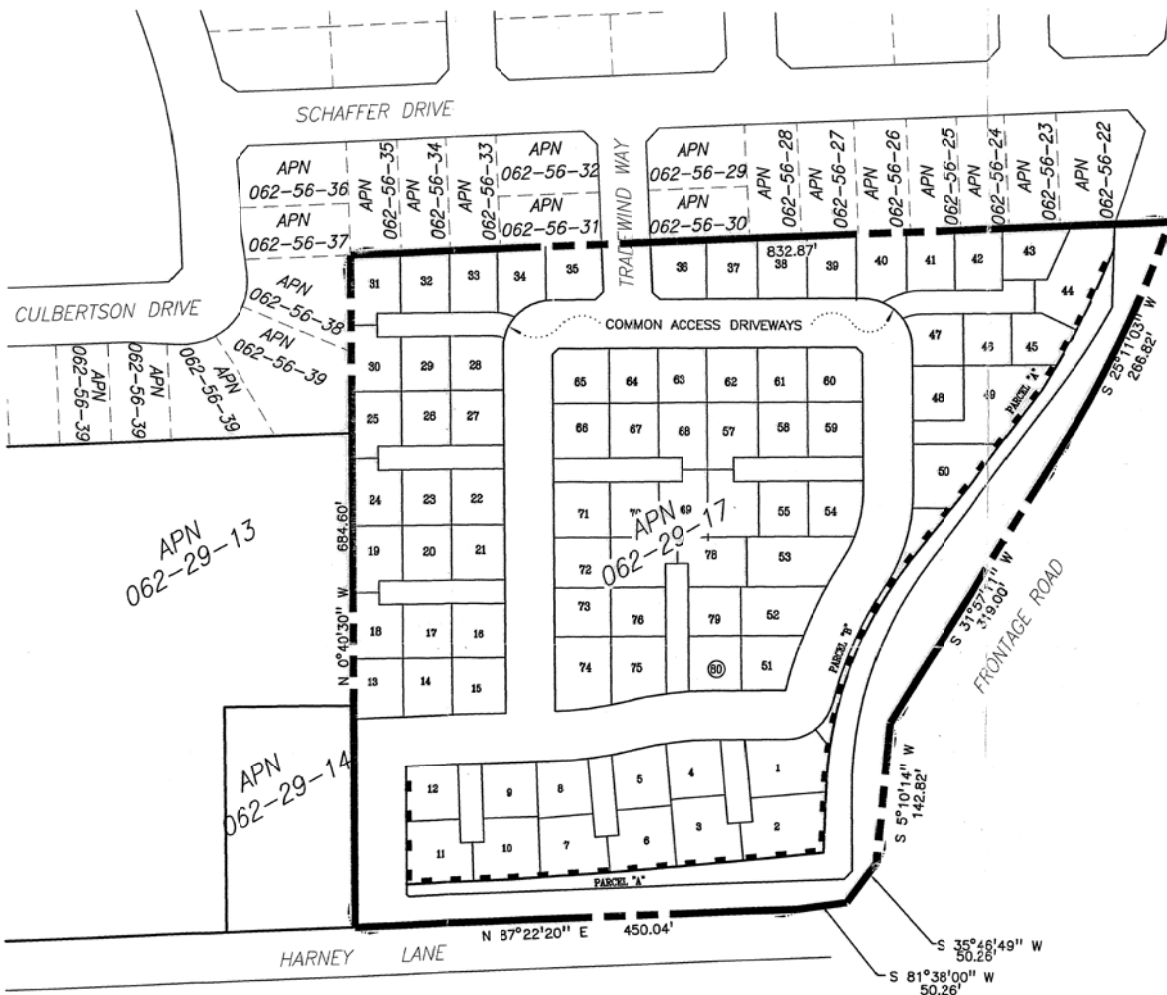 SCHAFFER DRIVE
TRADEWIND WAY
CULBERTSON DRIVE
APN
062-56-36
APN
062-56-37
APN
062-56-38
APN
062-56-39
APN
062-56-39
APN
062-56-39
APN
062-56-39
APN
062-56-35
APN
062-56-34
APN
062-56-33
APN
062-56-32
APN
062-56-31
APN
062-56-29
APN
062-56-30
APN
062-56-28
APN
062-56-27
APN
062-56-26
APN
062-56-25
APN
062-56-24
APN
062-56-23
APN
062-56-22
832.87'
31
32
33
34
35
36
37
38
39
40
41
42
43
44
COMMON ACCESS DRIVEWAYS
47
46
45
30
29
28
65
64
63
62
61
60
48
49
PARCEL "A"
25
26
27
66
67
68
57
58
59
50
24
23
22
71
70
69
55
54
APN
062-29-17
19
20
21
72
78
53
18
17
16
73
76
79
52
13
14
15
74
75
80
51
PARCEL "B"
APN
062-29-13
N 0°40'30" W
684.60'
APN
062-29-14
12
9
8
5
4
1
11
10
7
6
3
2
PARCEL "A"
S 25°11'03" W
266.82'
S 31°57'11" W
319.00'
FRONTAGE ROAD
S 5°10'14" W
142.82'
N 87°22'20" E
450.04'
HARNEY LANE
S 35°46'49" W
50.26'
S 81°38'00" W
50.26'